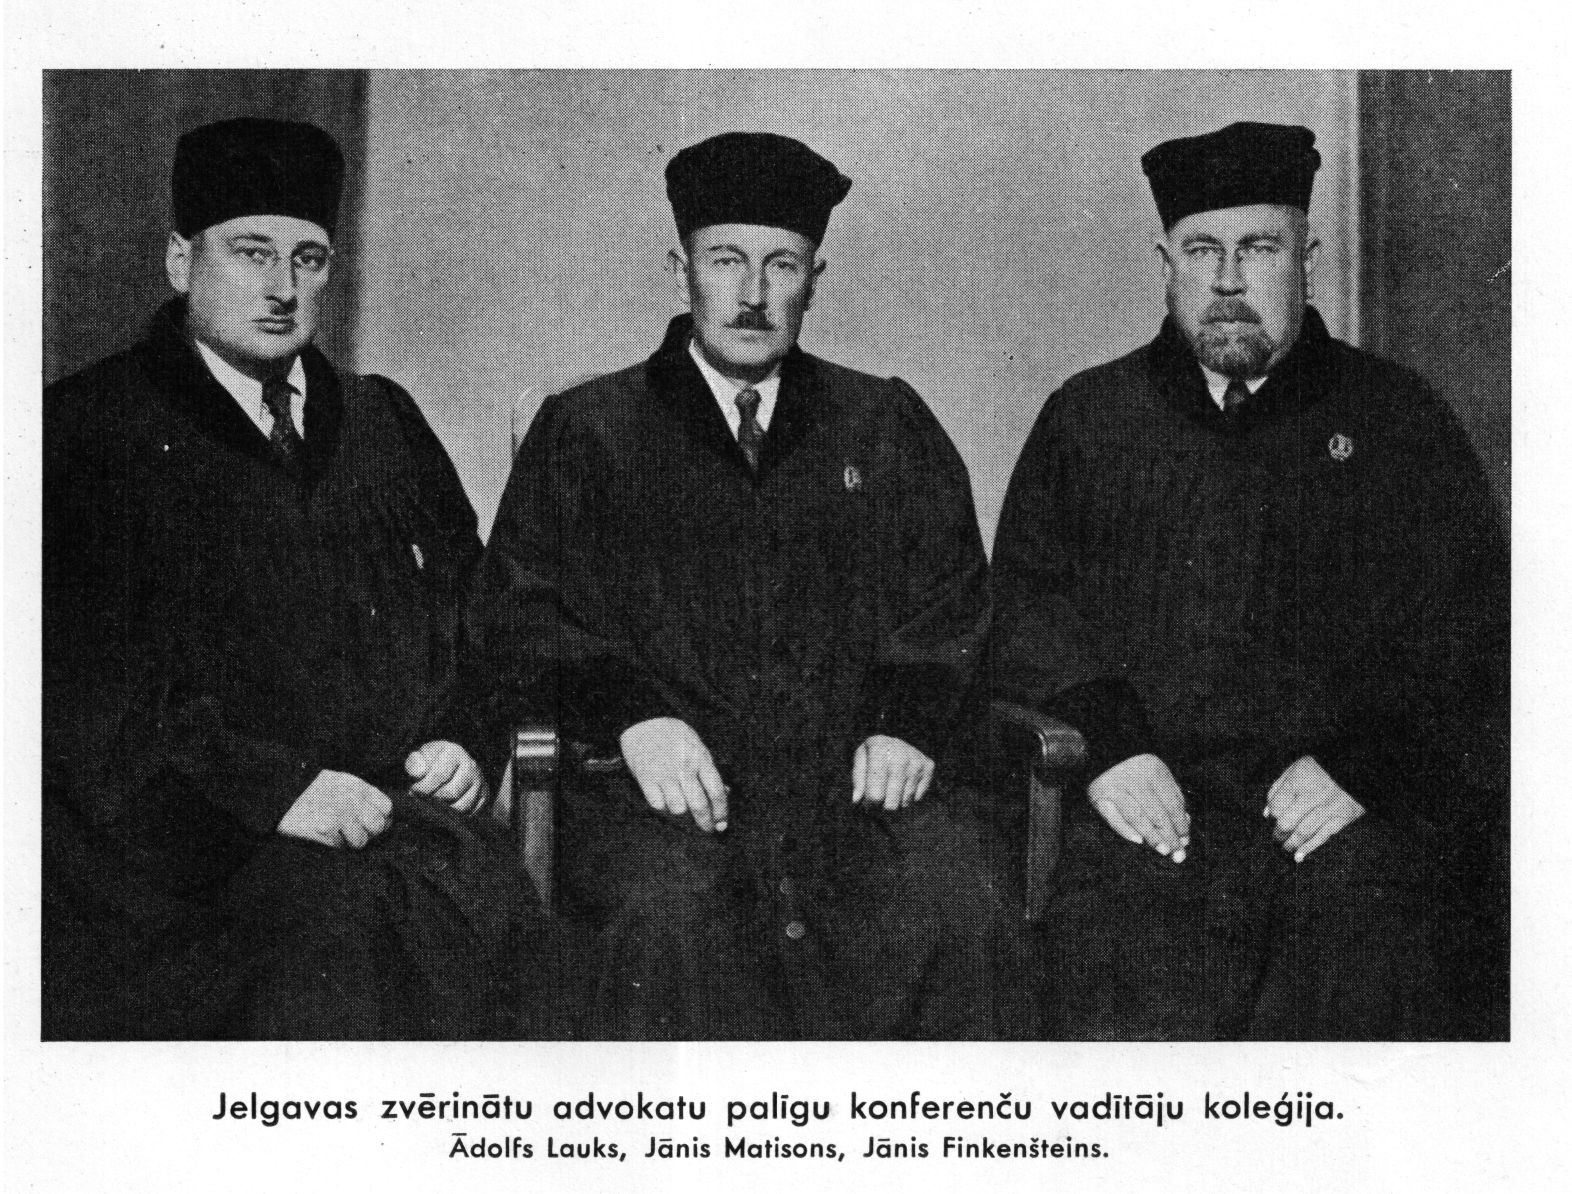 Jelgavas zvērinātu advokatu palīgu konferenču vadītāju koleģija.
Ādolfs Lauks, Jānis Matisons, Jānis Finkenšteins.